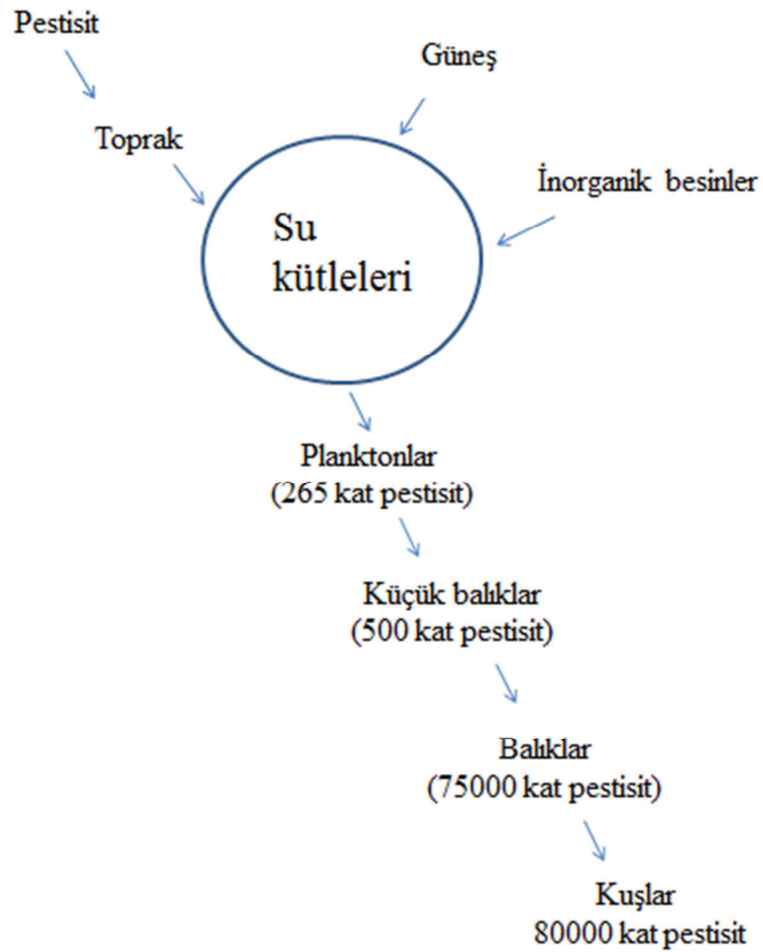 Pestisit
Güneş
Toprak
İnorganik besinler
Su
kütleleri
Planktonlar
(265 kat pestisit)
Küçük balıklar
(500 kat pestisit)
Balıklar
(75000 kat pestisit)
Kuşlar
80000 kat pestisit